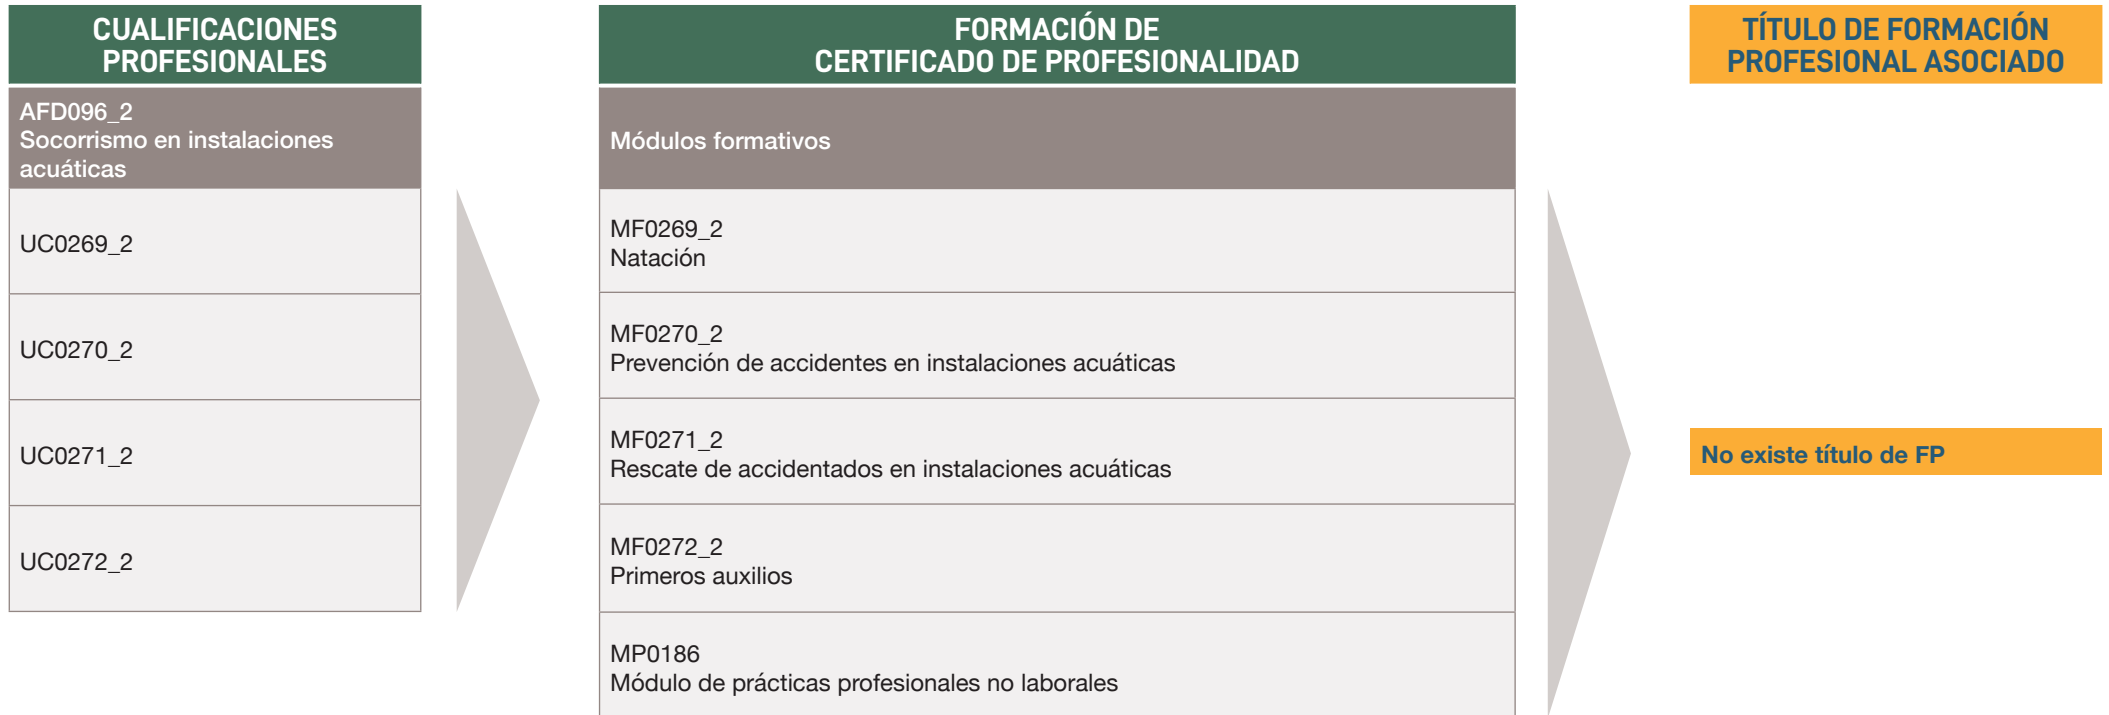 CUALIFICACIONES
PROFESIONALES
AFD096_2
Socorrismo en instalaciones
acuáticas
UC0269_2
UC0270_2
UC0271_2
UC0272_2
FORMACIÓN DE
CERTIFICADO DE PROFESIONALIDAD
Módulos formativos
MF0269_2
Natación
MF0270_2
Prevención de accidentes en instalaciones acuáticas
MF0271_2
Rescate de accidentados en instalaciones acuáticas
MF0272_2
Primeros auxilios
MP0186
Módulo de prácticas profesionales no laborales
TÍTULO DE FORMACIÓN
PROFESIONAL ASOCIADO
No existe título de FP